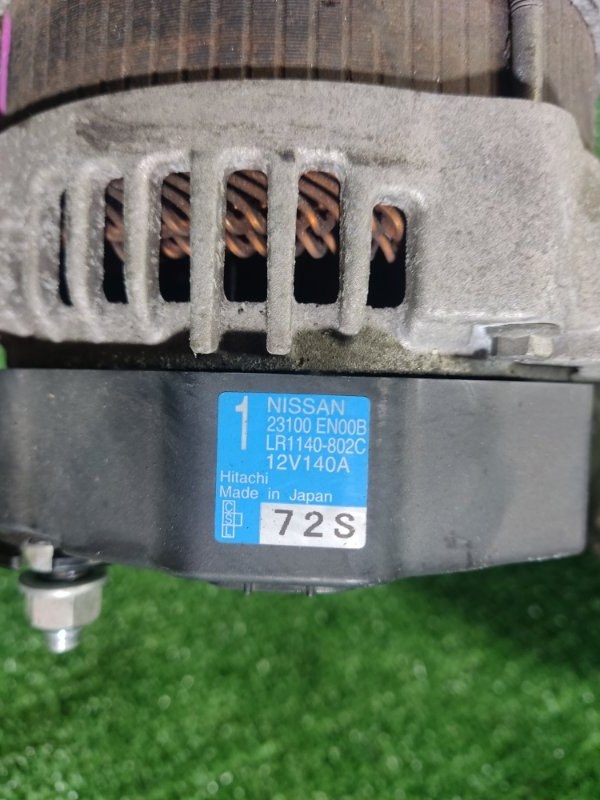 1
NISSAN
23100 EN00B
LR1140-802C
12V140A
Hitachi
Made in Japan
72S